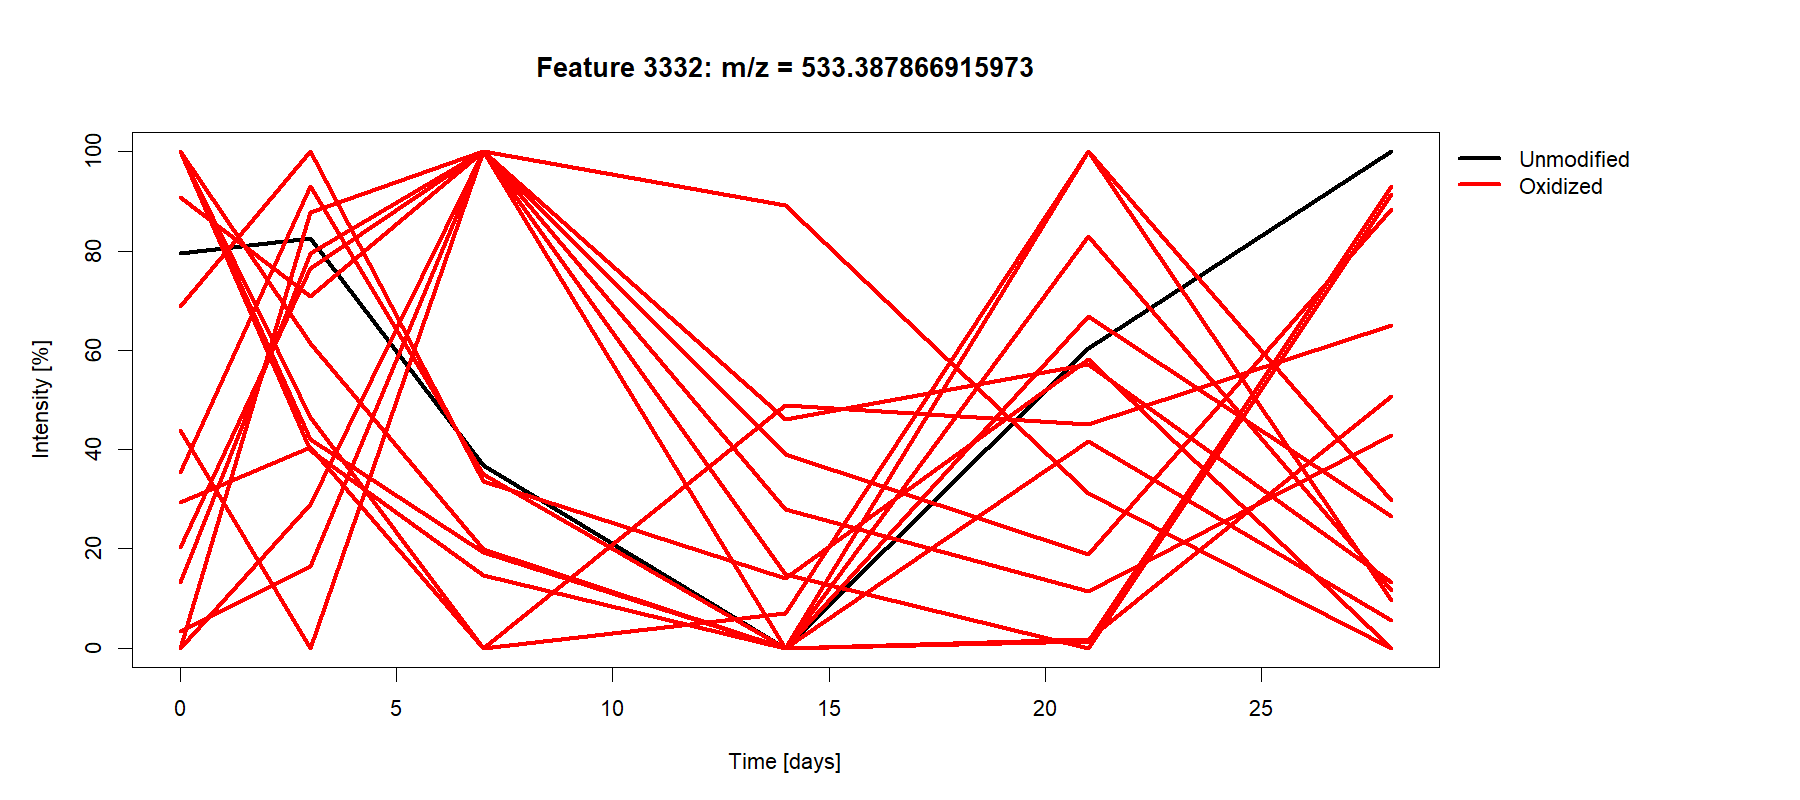 Feature 3332: m/z = 533.387866915973
Unmodified
Oxidized
Intensity [%]
100
80
60
40
20
0
0 5 10 15 20 25
Time [days]